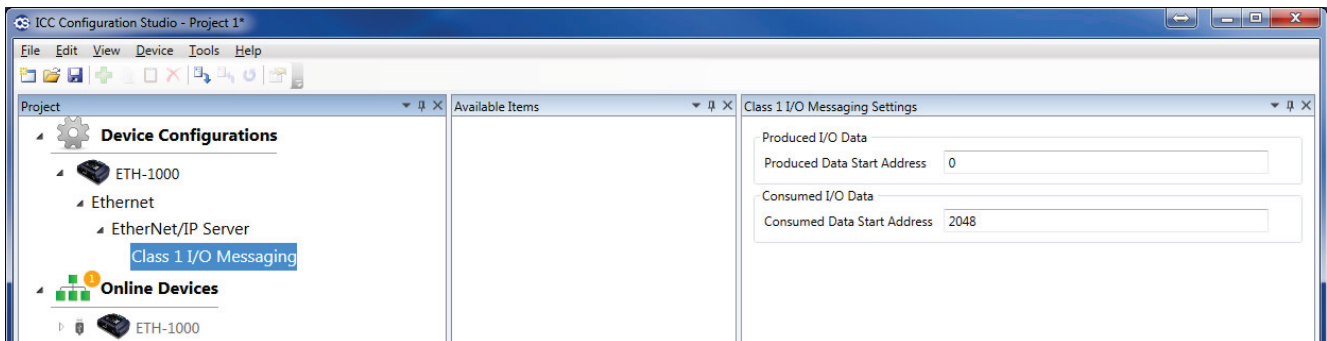 ICC Configuration Studio - Project 1*
File Edit View Device Tools Help
Project
Device Configurations
ETH-1000
Ethernet
EtherNet/IP Server
Class 1 I/O Messaging
1
Online Devices
ETH-1000
Available Items
Class 1 I/O Messaging Settings
Produced I/O Data
Produced Data Start Address 0
Consumed I/O Data
Consumed Data Start Address 2048